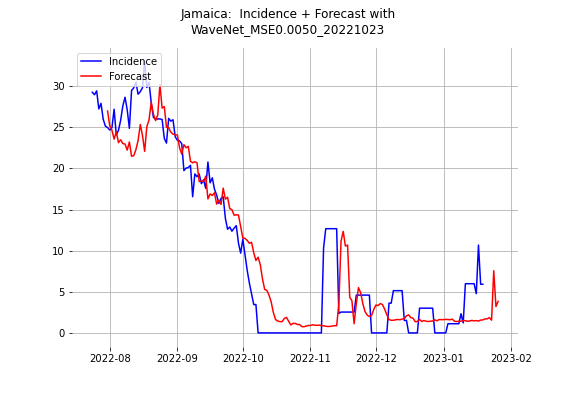 Jamaica:  Incidence + Forecast with
WaveNet_MSE0.0050_20221023
Incidence
Forecast
30
25
20
15
10
5
0
2022-08 2022-09 2022-10 2022-11 2022-12 2023-01 2023-02